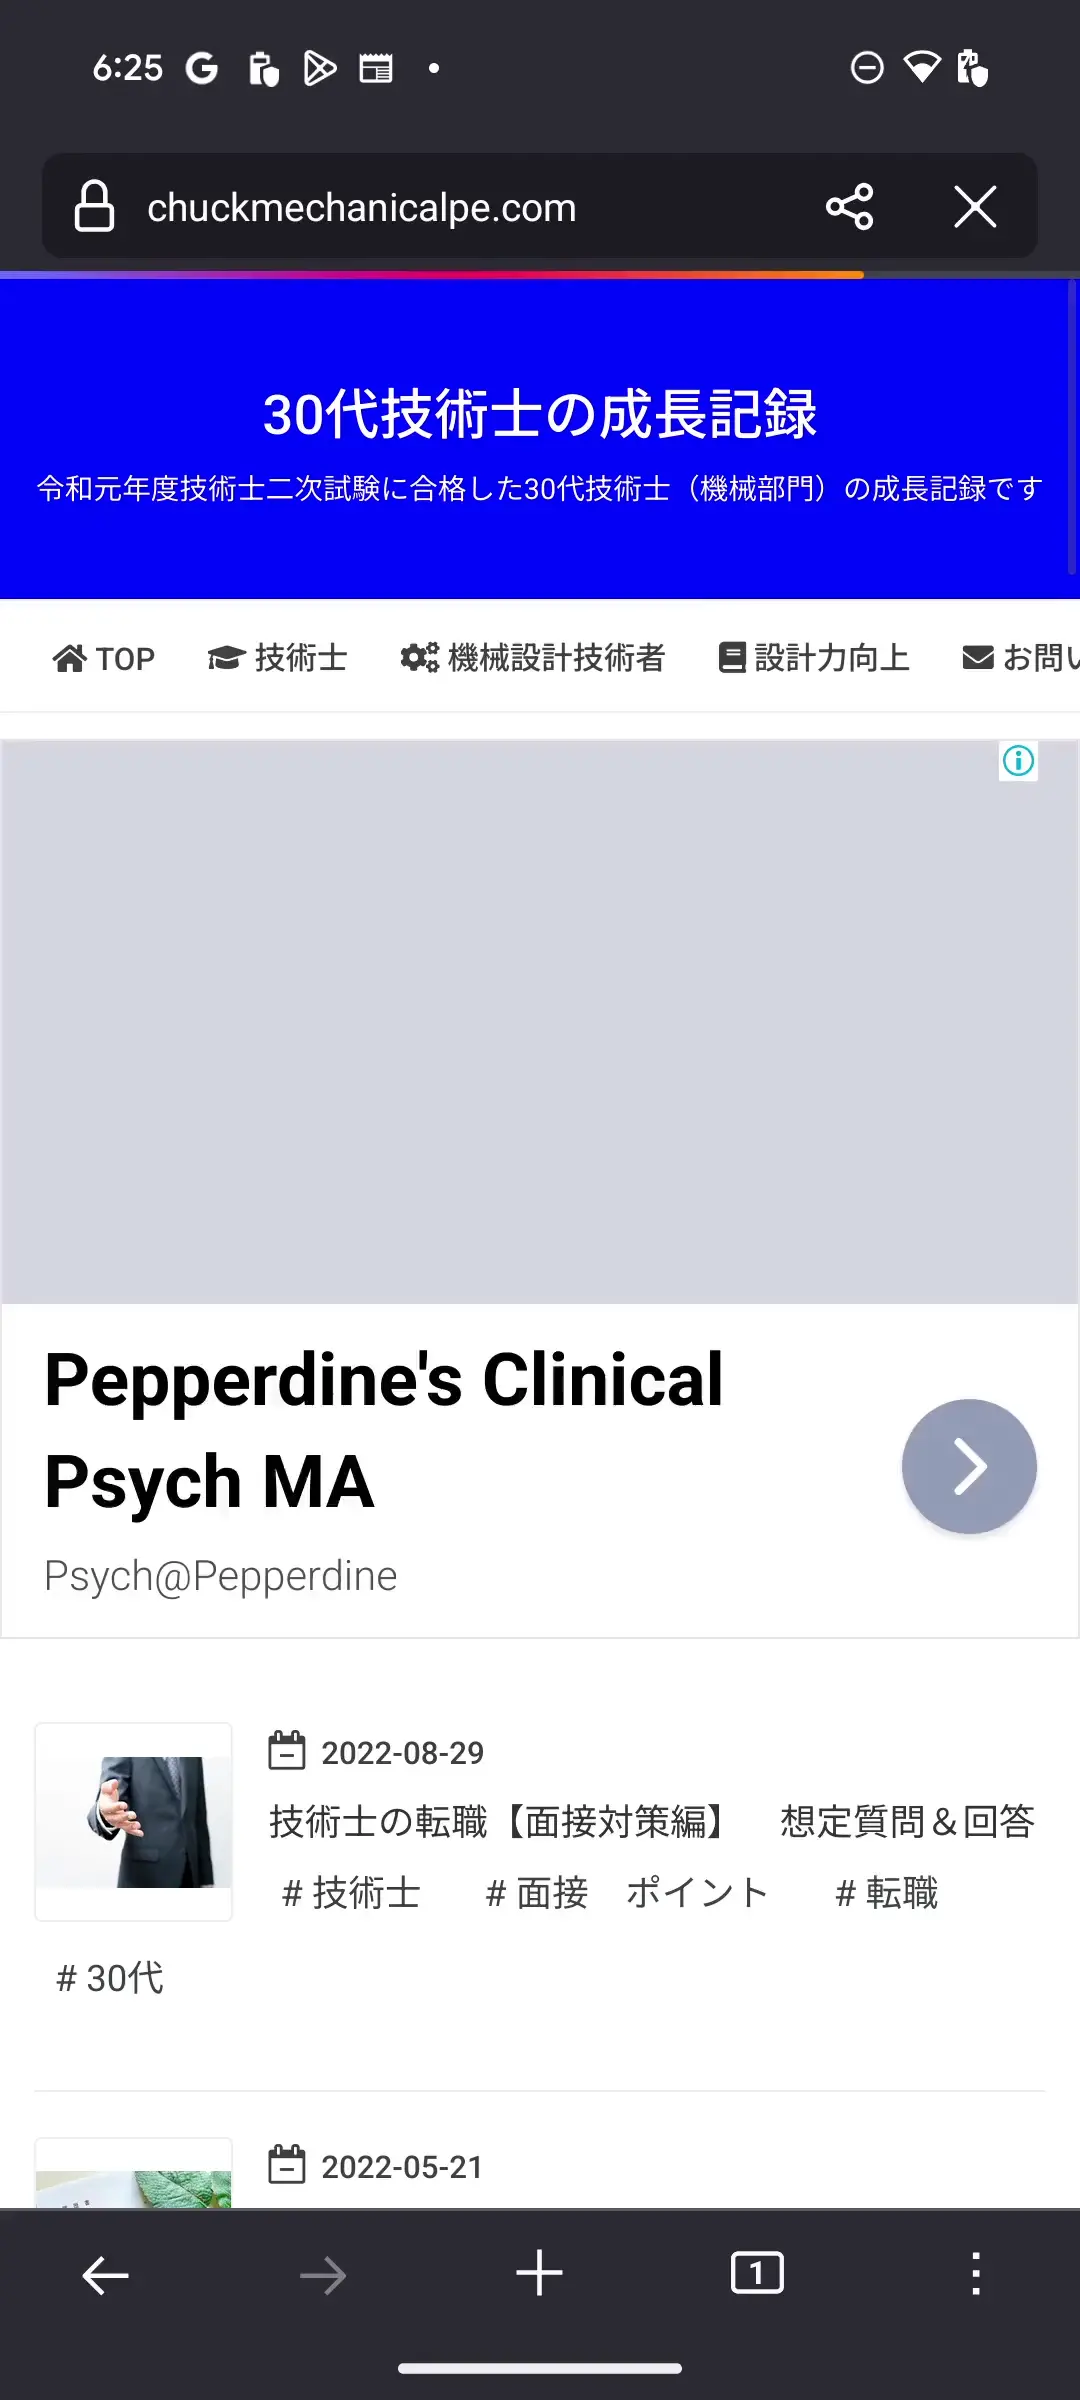 6:25
chuckmechanicalpe.com
30代技術士の成長記録
令和元年度技術士二次試験に合格した30代技術士（機械部門）の成長記録です
TOP 技術士 機械設計技術者 設計力向上 お問い
Pepperdine's Clinical
Psych MA
Psych@Pepperdine
2022-08-29
技術士の転職【面接対策編】　想定質問＆回答
# 技術士 # 面接　ポイント # 転職
# 30代
2022-05-21
1